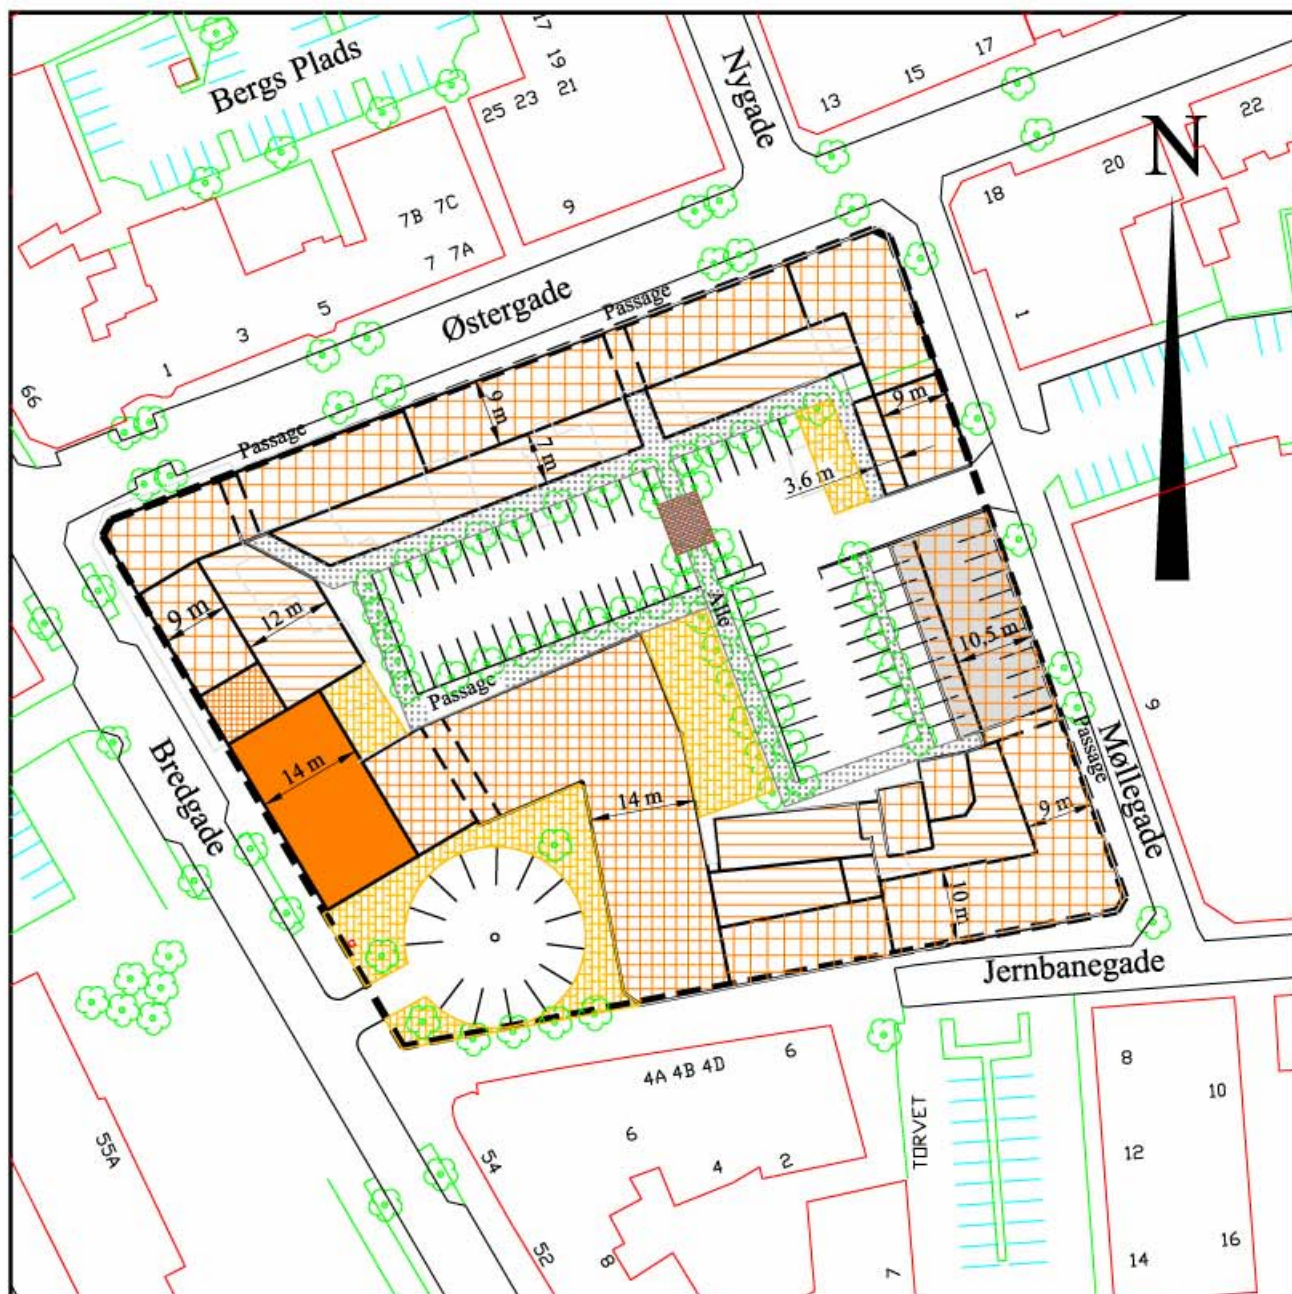 17
19
21
25 23
Bergs Plads
Nygade
13
15
17
22
N
20
18
1
7B 7C
9
7 7A
5
3
1
66
Østergade
Passage
Passage
9 m
7 m
9 m
3.6 m
9 m
12 m
Alle
10,5 m
Passage
14 m
14 m
Bredgade
Møllegade
Passage
9
9 m
10 m
Jernbanegade
4A 4B 4D
6
6
4
2
54
52
8
7
TORVET
55A
8
10
12
14
16